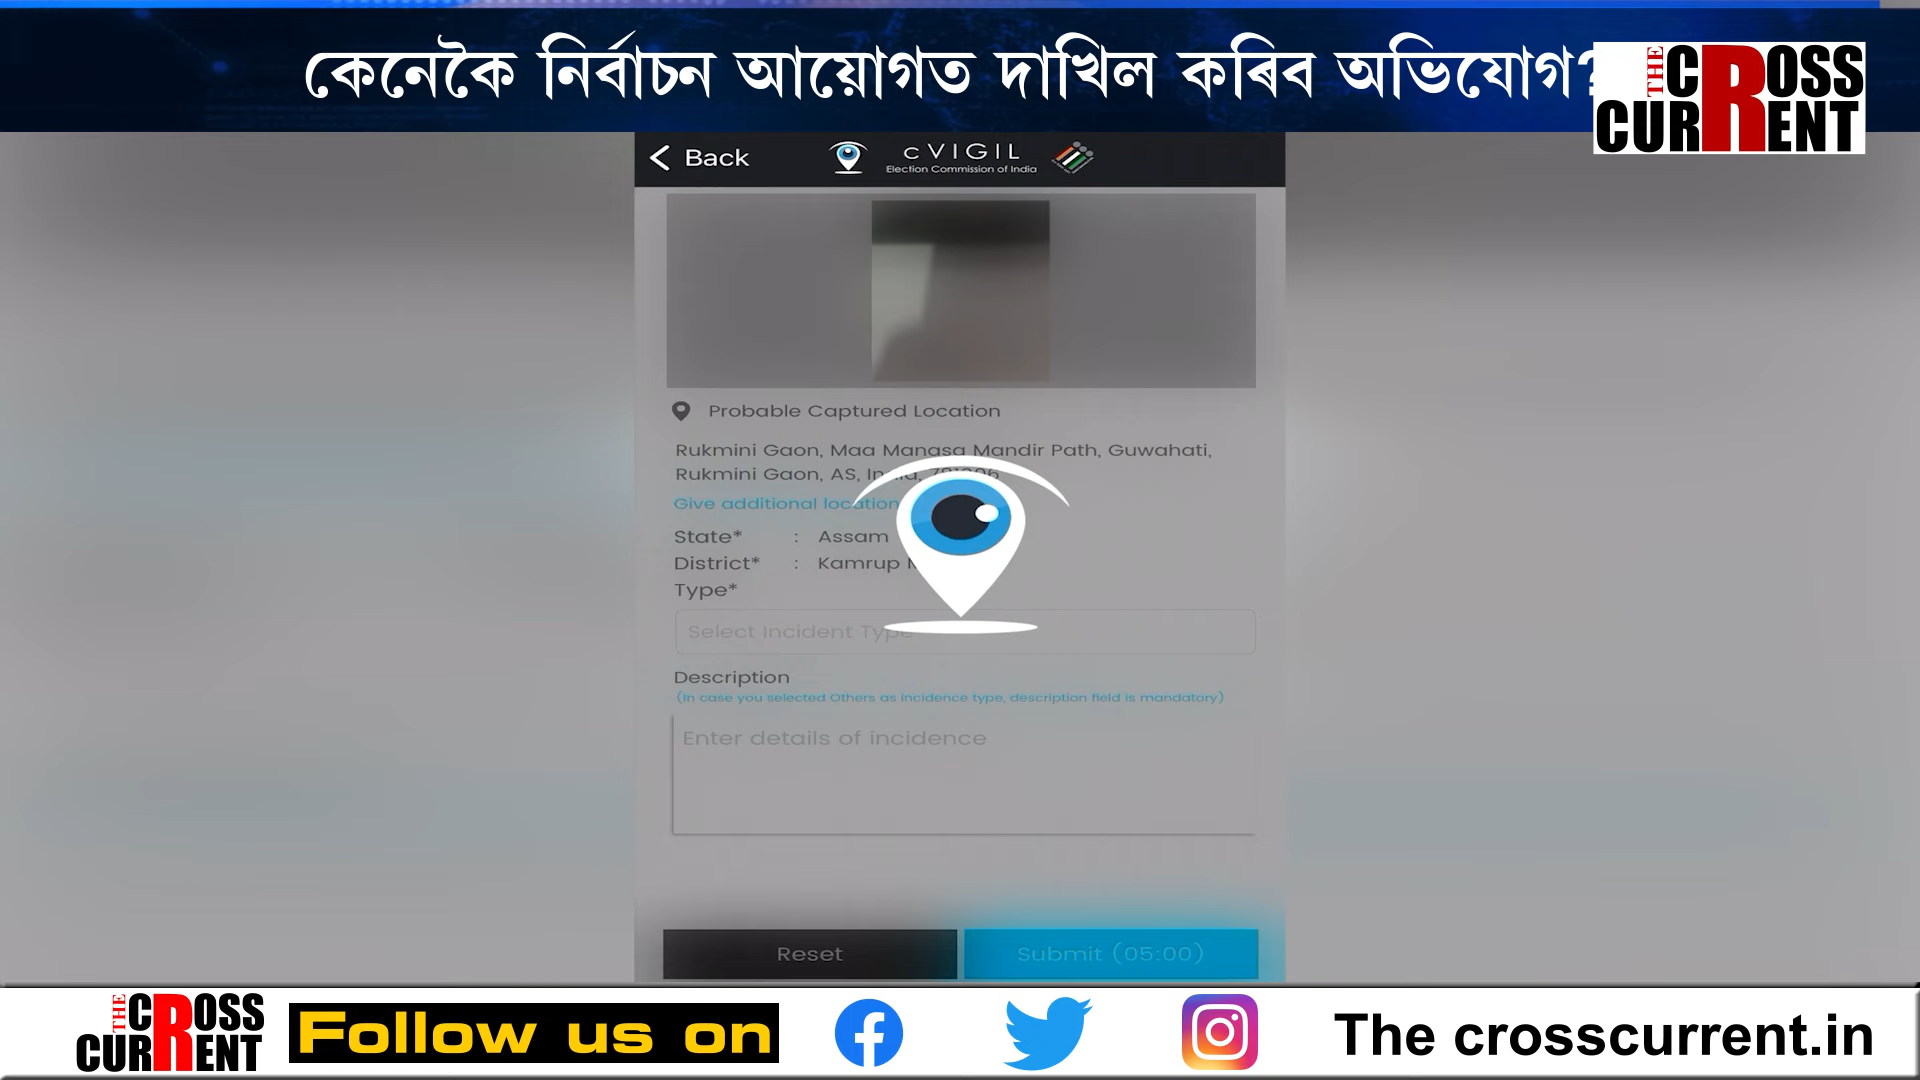 কেনেকৈ নিৰ্বাচন আয়োগত দাখিল কৰিব অভিযোগ?
THE CROSS CURRENT
Back
cVIGIL
Election Commission of India
Probable Captured Location
Rukmini Gaon, Maa Manasa Mandir Path, Guwahati,
Rukmini Gaon, AS, India,
Give additional location
State* : Assam
District* : Kamrup
Type*
Select Incident Type
Description
(In case you selected Others as incidence type, description field is mandatory)
Enter details of incidence
Reset
Submit (05:00)
THE CROSS CURRENT
Follow us on
The crosscurrent.in